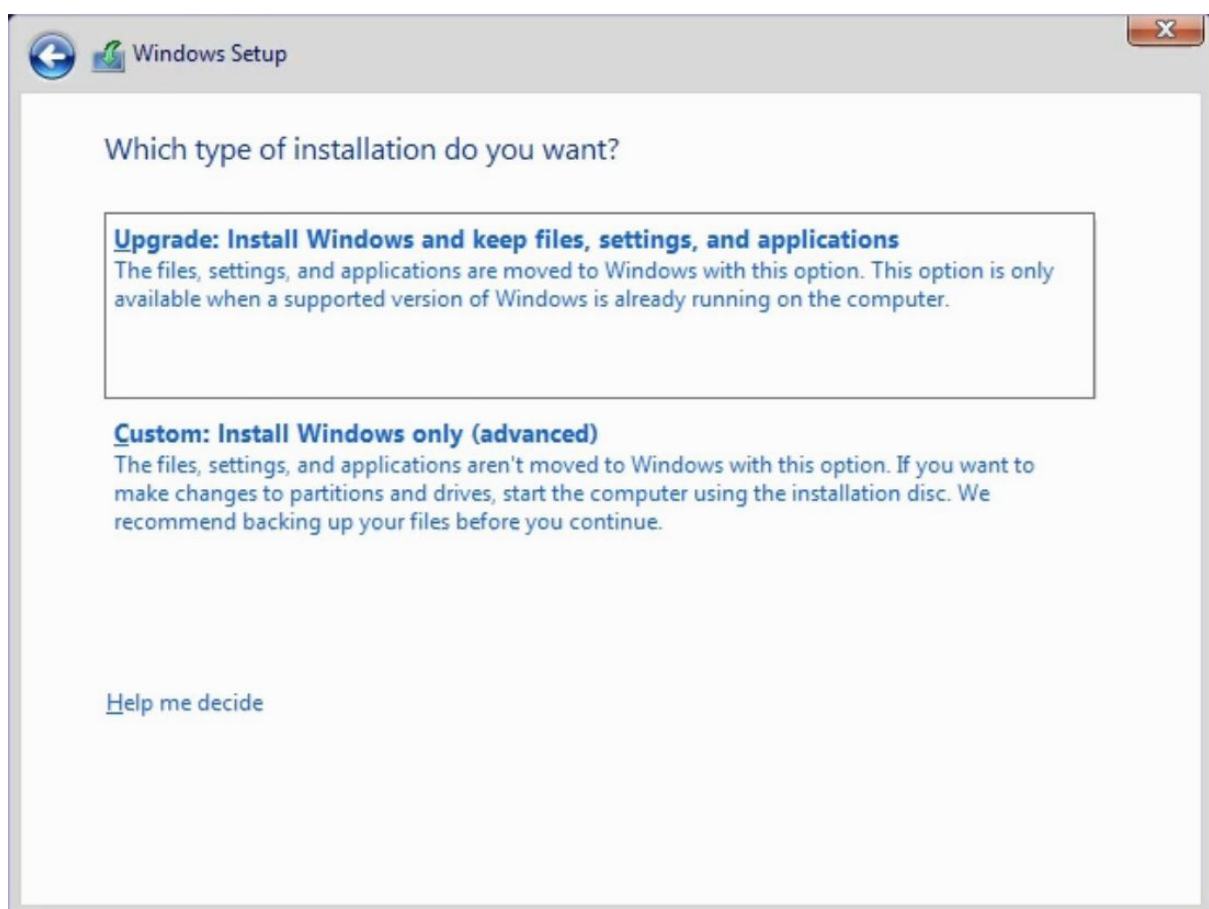 Windows Setup
Which type of installation do you want?
Upgrade: Install Windows and keep files, settings, and applications
The files, settings, and applications are moved to Windows with this option. This option is only
available when a supported version of Windows is already running on the computer.
Custom: Install Windows only (advanced)
The files, settings, and applications aren't moved to Windows with this option. If you want to
make changes to partitions and drives, start the computer using the installation disc. We
recommend backing up your files before you continue.
Help me decide